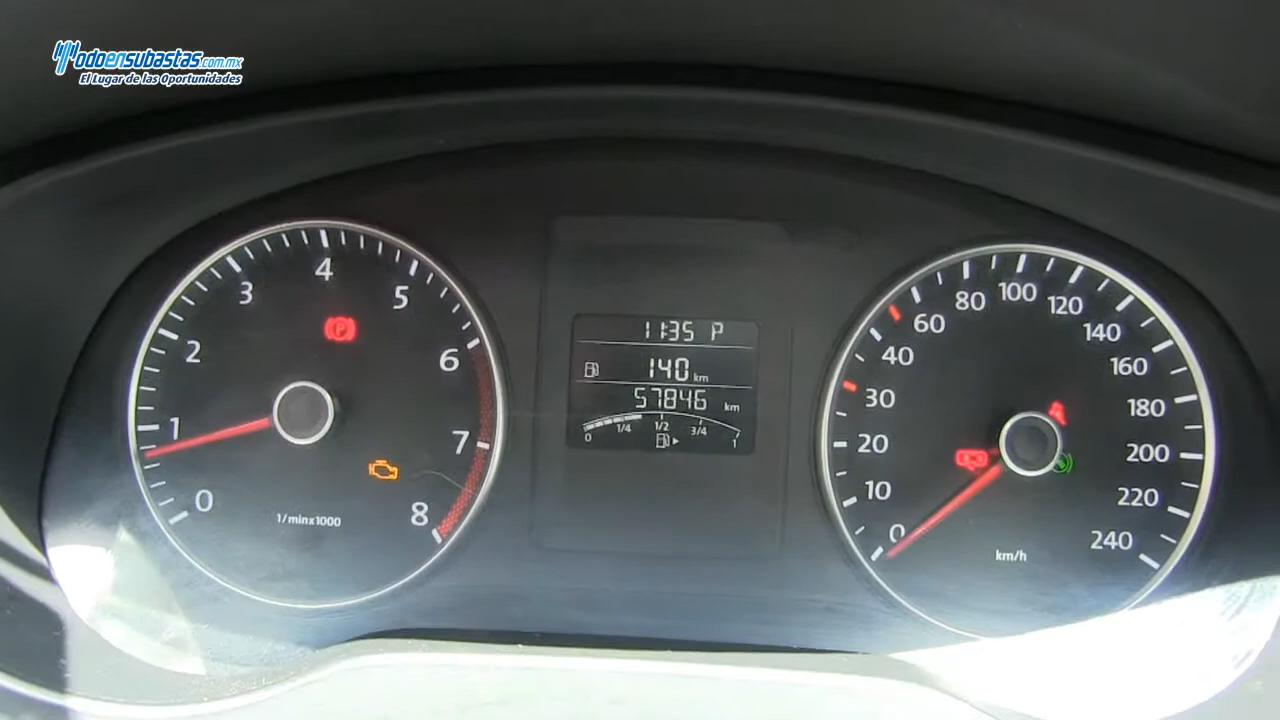 Todoensubastas.com.mx
El Lugar de las Oportunidades
0
1
2
3
4
5
6
7
8
1/minx1000
P
11:35 P
140 km
57846 km
0 1/4 1/2 3/4 1
0
10
20
30
40
60
80
100
120
140
160
180
200
220
240
km/h